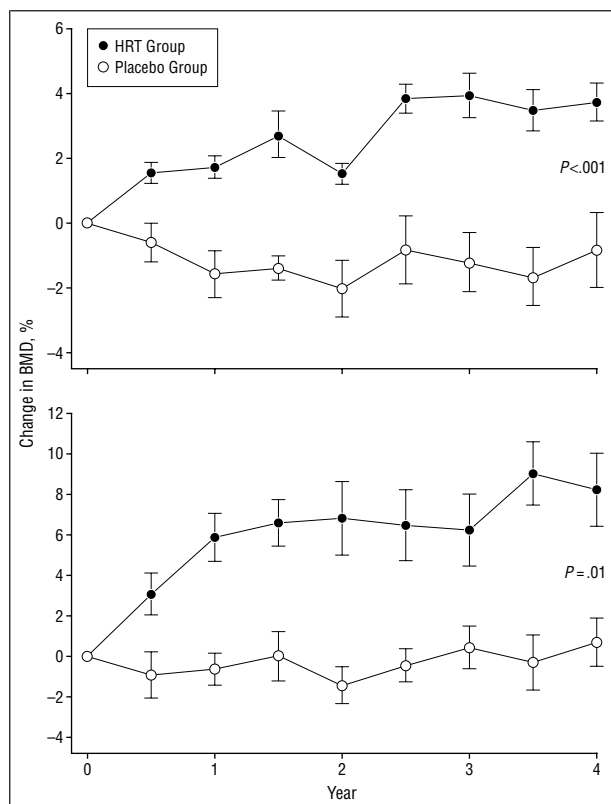 6
HRT Group
Placebo Group
4
2
P<.001
0
–2
–4
Change in BMD, %
12
10
8
6
4
P = .01
2
0
–2
–4
0 1 2 3 4
Year